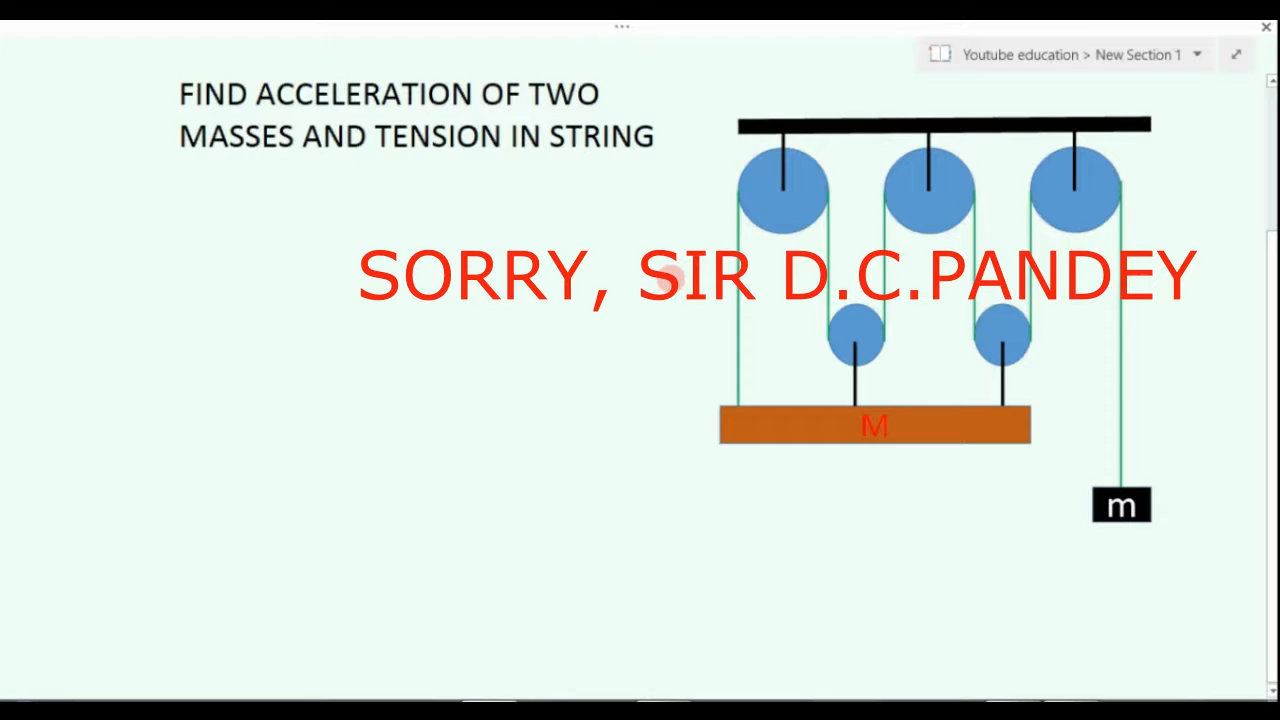 Youtube education > New Section 1
FIND ACCELERATION OF TWO
MASSES AND TENSION IN STRING
SORRY, SIR D.C.PANDEY
M
m